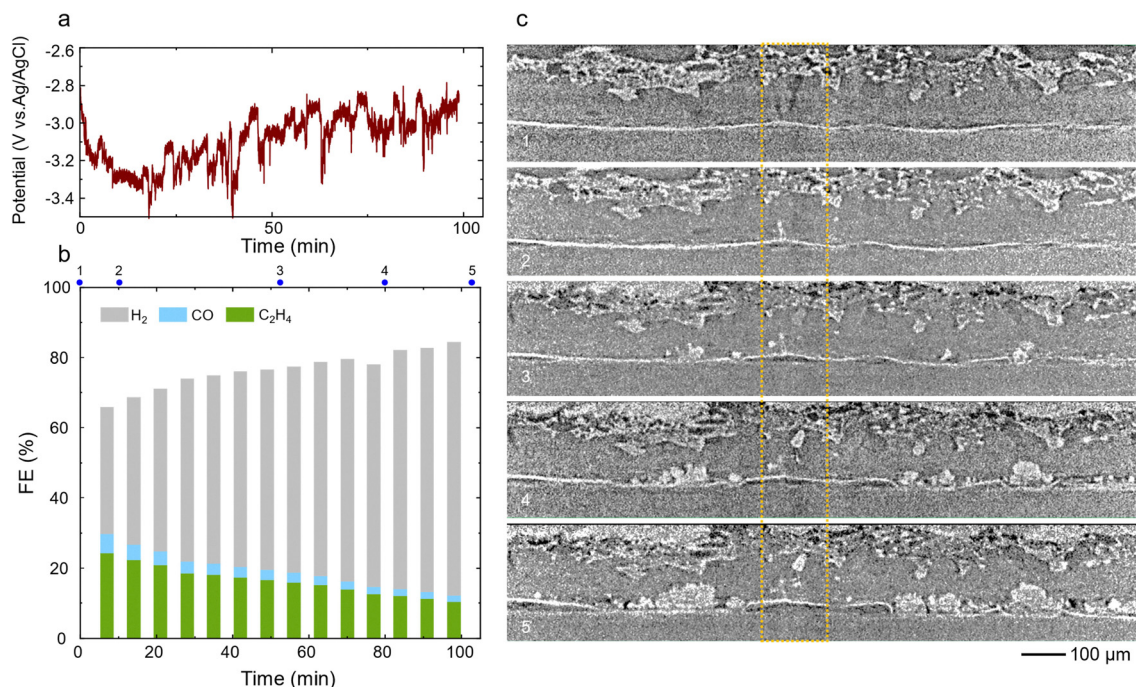 a
-2.6
-2.8
-3.0
-3.2
-3.4
Potential (V vs.Ag/AgCl)
0
50
100
Time (min)
b
1
2
3
4
5
100
80
60
40
20
0
FE (%)
H₂
CO
C₂H₄
0
20
40
60
80
100
Time (min)
c
1
2
3
4
5
100 µm